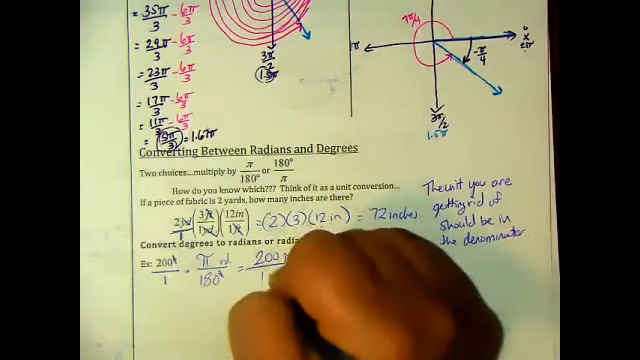 = 35π/3 - 6π/3
= 29π/3 - 6π/3
= 23π/3 - 6π/3
= 17π/3 - 6π/3
= 11π/3 - 6π/3
= 5π/3 = 1.67π
3π/2
1.5π
7π/4
π
-π/4
0
x
2π
3π/2
1.5π
Converting Between Radians and Degrees
Two choices...multiply by π/180° or 180°/π
How do you know which??? Think of it as a unit conversion...
If a piece of fabric is 2 yards, how many inches are there?
2yd/1 (3ft/1yd)(12in/1ft) = (2)(3)(12in) = 72 inches
The unit you are
getting rid of
should be in
the denominator
Convert degrees to radians or
Ex: 200°/1 · π rd./180° = 200